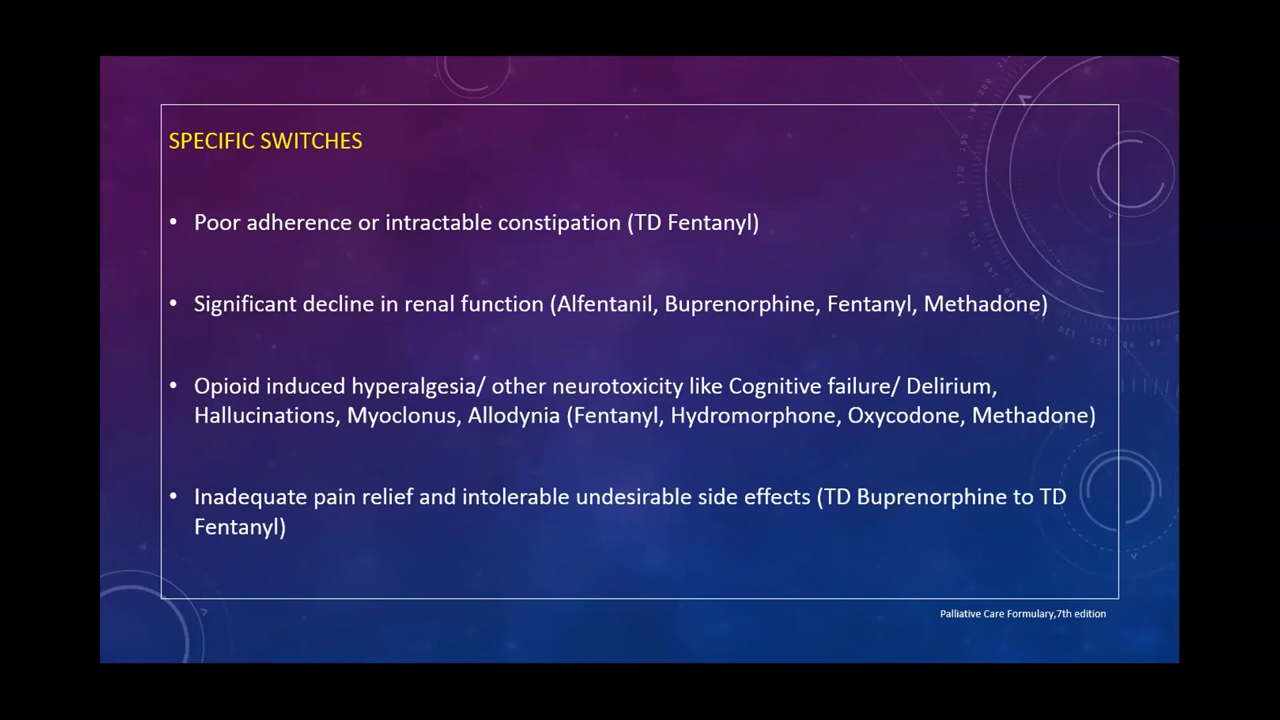 SPECIFIC SWITCHES
• Poor adherence or intractable constipation (TD Fentanyl)
• Significant decline in renal function (Alfentanil, Buprenorphine, Fentanyl, Methadone)
• Opioid induced hyperalgesia/ other neurotoxicity like Cognitive failure/ Delirium,
Hallucinations, Myoclonus, Allodynia (Fentanyl, Hydromorphone, Oxycodone, Methadone)
• Inadequate pain relief and intolerable undesirable side effects (TD Buprenorphine to TD
Fentanyl)
Palliative Care Formulary,7th edition